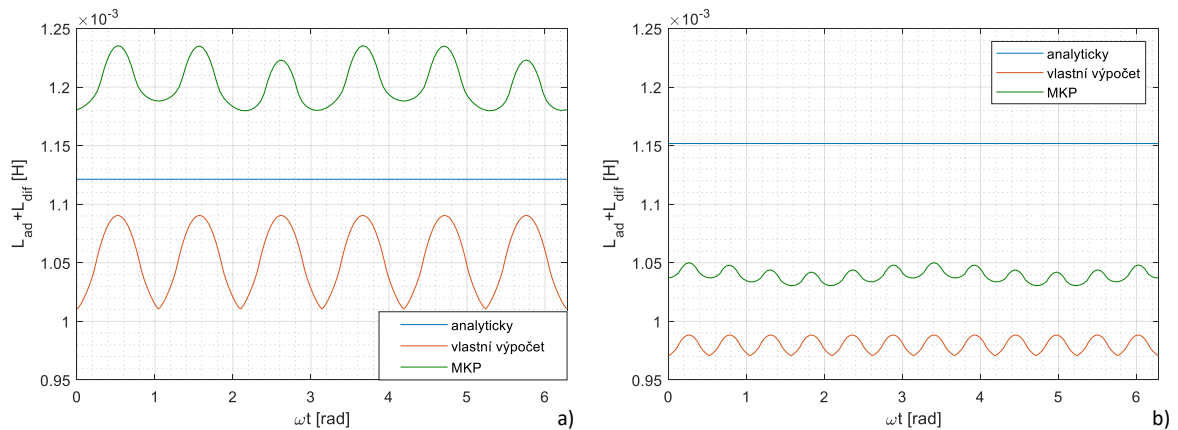 ×10⁻³
1.25
1.2
1.15
1.1
1.05
1
0.95
L_ad+L_dif [H]
0 1 2 3 4 5 6
ωt [rad]
analyticky
vlastní výpočet
MKP
a)
×10⁻³
1.25
1.2
1.15
1.1
1.05
1
0.95
L_ad+L_dif [H]
0 1 2 3 4 5 6
ωt [rad]
analyticky
vlastní výpočet
MKP
b)